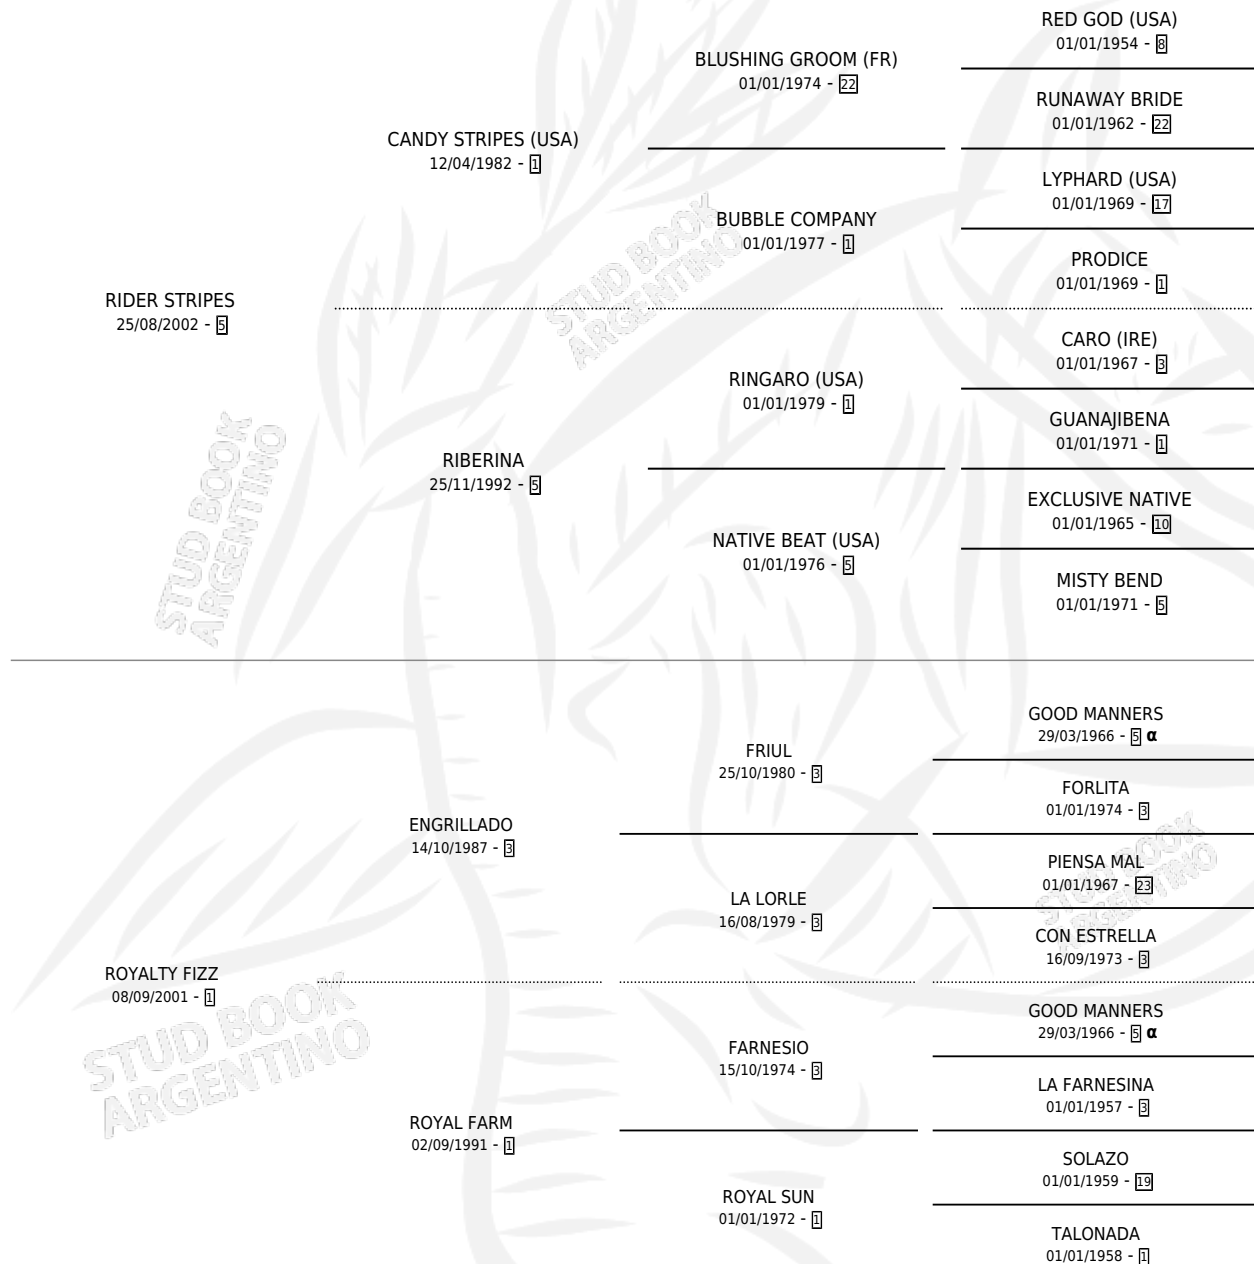 RED GOD (USA)
01/01/1954 - 8
BLUSHING GROOM (FR)
01/01/1974 - 22
RUNAWAY BRIDE
01/01/1962 - 22
CANDY STRIPES (USA)
12/04/1982 - 1
LYPHARD (USA)
01/01/1969 - 17
BUBBLE COMPANY
01/01/1977 - 1
PRODICE
01/01/1969 - 1
RIDER STRIPES
25/08/2002 - 5
CARO (IRE)
01/01/1967 - 3
RINGARO (USA)
01/01/1979 - 1
GUANAJIBENA
01/01/1971 - 1
RIBERINA
25/11/1992 - 5
EXCLUSIVE NATIVE
01/01/1965 - 10
NATIVE BEAT (USA)
01/01/1976 - 5
MISTY BEND
01/01/1971 - 5
GOOD MANNERS
29/03/1966 - 5 α
FRIUL
25/10/1980 - 3
FORLITA
01/01/1974 - 3
ENGRILLADO
14/10/1987 - 3
PIENSA MAL
01/01/1967 - 23
LA LORLE
16/08/1979 - 3
CON ESTRELLA
16/09/1973 - 3
ROYALTY FIZZ
08/09/2001 - 1
GOOD MANNERS
29/03/1966 - 5 α
FARNESIO
15/10/1974 - 3
LA FARNESINA
01/01/1957 - 3
ROYAL FARM
02/09/1991 - 1
SOLAZO
01/01/1959 - 19
ROYAL SUN
01/01/1972 - 1
TALONADA
01/01/1958 - 1
STUD BOOK
ARGENTINO
STUD BOOK
ARGENTINO
STUD BOOK
ARGENTINO
STUD BOOK
ARGENTINO